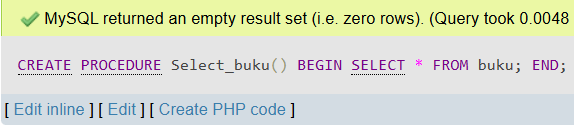 MySQL returned an empty result set (i.e. zero rows). (Query took 0.0048
CREATE PROCEDURE Select_buku() BEGIN SELECT * FROM buku; END;
[ Edit inline ] [ Edit ] [ Create PHP code ]